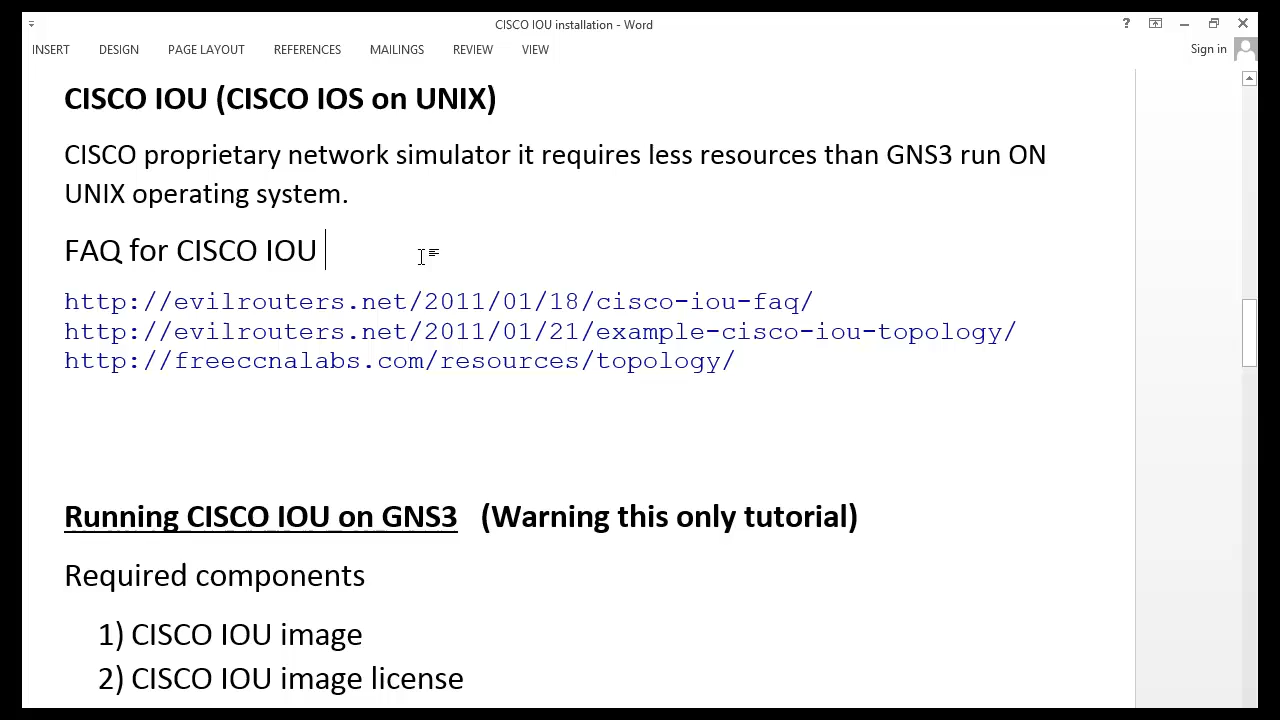 CISCO IOU installation - Word
INSERT DESIGN PAGE LAYOUT REFERENCES MAILINGS REVIEW VIEW Sign in
CISCO IOU (CISCO IOS on UNIX)
CISCO proprietary network simulator it requires less resources than GNS3 run ON
UNIX operating system.
FAQ for CISCO IOU
http://evilrouters.net/2011/01/18/cisco-iou-faq/
http://evilrouters.net/2011/01/21/example-cisco-iou-topology/
http://freeccnalabs.com/resources/topology/
Running CISCO IOU on GNS3 (Warning this only tutorial)
Required components
1) CISCO IOU image
2) CISCO IOU image license